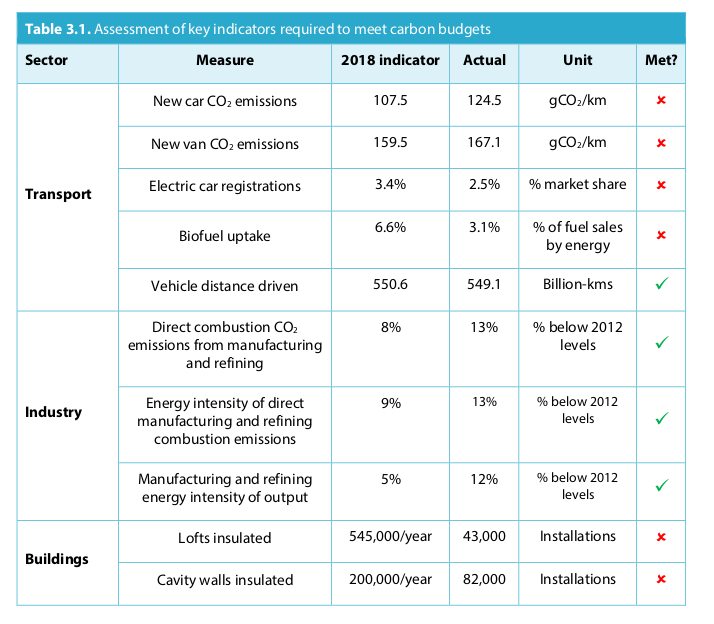 Table 3.1. Assessment of key indicators required to meet carbon budgets
Sector Measure 2018 indicator Actual Unit Met?
Transport
New car CO₂ emissions 107.5 124.5 gCO₂/km ✘
New van CO₂ emissions 159.5 167.1 gCO₂/km ✘
Electric car registrations 3.4% 2.5% % market share ✘
Biofuel uptake 6.6% 3.1% % of fuel sales
by energy ✘
Vehicle distance driven 550.6 549.1 Billion-kms ✓
Industry
Direct combustion CO₂ 8% 13% % below 2012
emissions from manufacturing levels ✓
and refining
Energy intensity of direct 9% 13% % below 2012
manufacturing and refining levels ✓
combustion emissions
Manufacturing and refining 5% 12% % below 2012
energy intensity of output levels ✓
Buildings
Lofts insulated 545,000/year 43,000 Installations ✘
Cavity walls insulated 200,000/year 82,000 Installations ✘